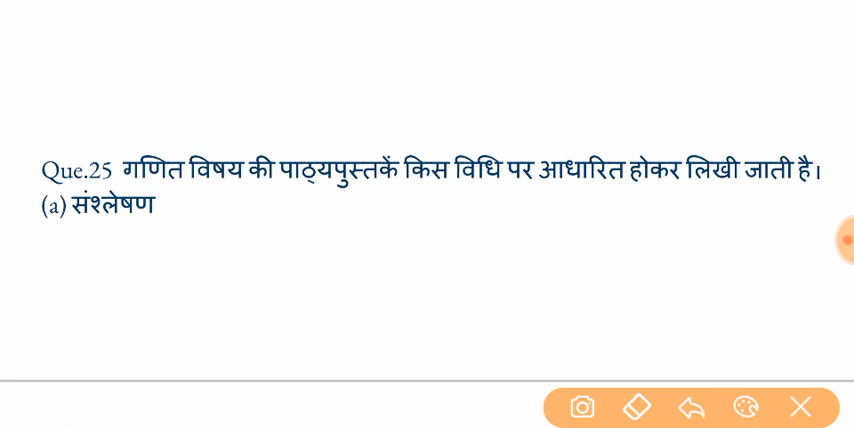 Que.25 गणित विषय की पाठ्यपुस्तकें किस विधि पर आधारित होकर लिखी जाती है।
(a) संश्लेषण